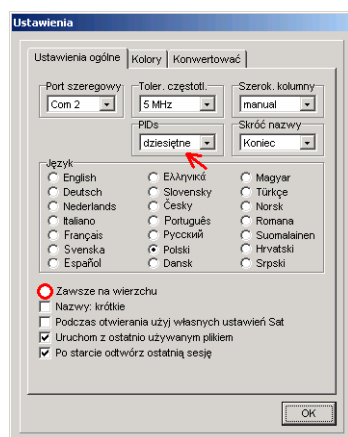 Ustawienia
Ustawienia ogólne Kolory Konwertować
Port szeregowy Toler. częstotl. Szerok. kolumny
Com 2 5 MHz manual
PIDs Skróć nazwy
dziesiętne Koniec
Język
English Ελληνικά Magyar
Deutsch Slovensky Türkçe
Nederlands Česky Norsk
Italiano Português Romana
Français Русский Suomalainen
Svenska Polski Hrvatski
Español Dansk Srpski
Zawsze na wierzchu
Nazwy: krótkie
Podczas otwierania użyj własnych ustawień Sat
Uruchom z ostatnio używanym plikiem
Po starcie odtwórz ostatnią sesję
OK